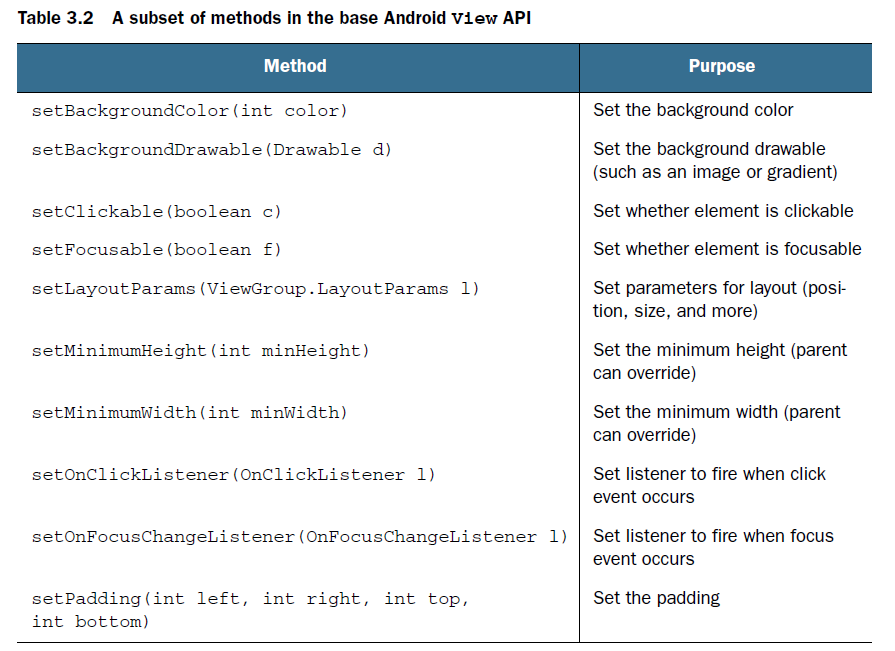 Table 3.2 A subset of methods in the base Android View API
Method Purpose
setBackgroundColor(int color) Set the background color
setBackgroundDrawable(Drawable d) Set the background drawable
(such as an image or gradient)
setClickable(boolean c) Set whether element is clickable
setFocusable(boolean f) Set whether element is focusable
setLayoutParams(ViewGroup.LayoutParams l) Set parameters for layout (posi-
tion, size, and more)
setMinimumHeight(int minHeight) Set the minimum height (parent
can override)
setMinimumWidth(int minWidth) Set the minimum width (parent
can override)
setOnClickListener(OnClickListener l) Set listener to fire when click
event occurs
setOnFocusChangeListener(OnFocusChangeListener l) Set listener to fire when focus
event occurs
setPadding(int left, int right, int top, Set the padding
int bottom)